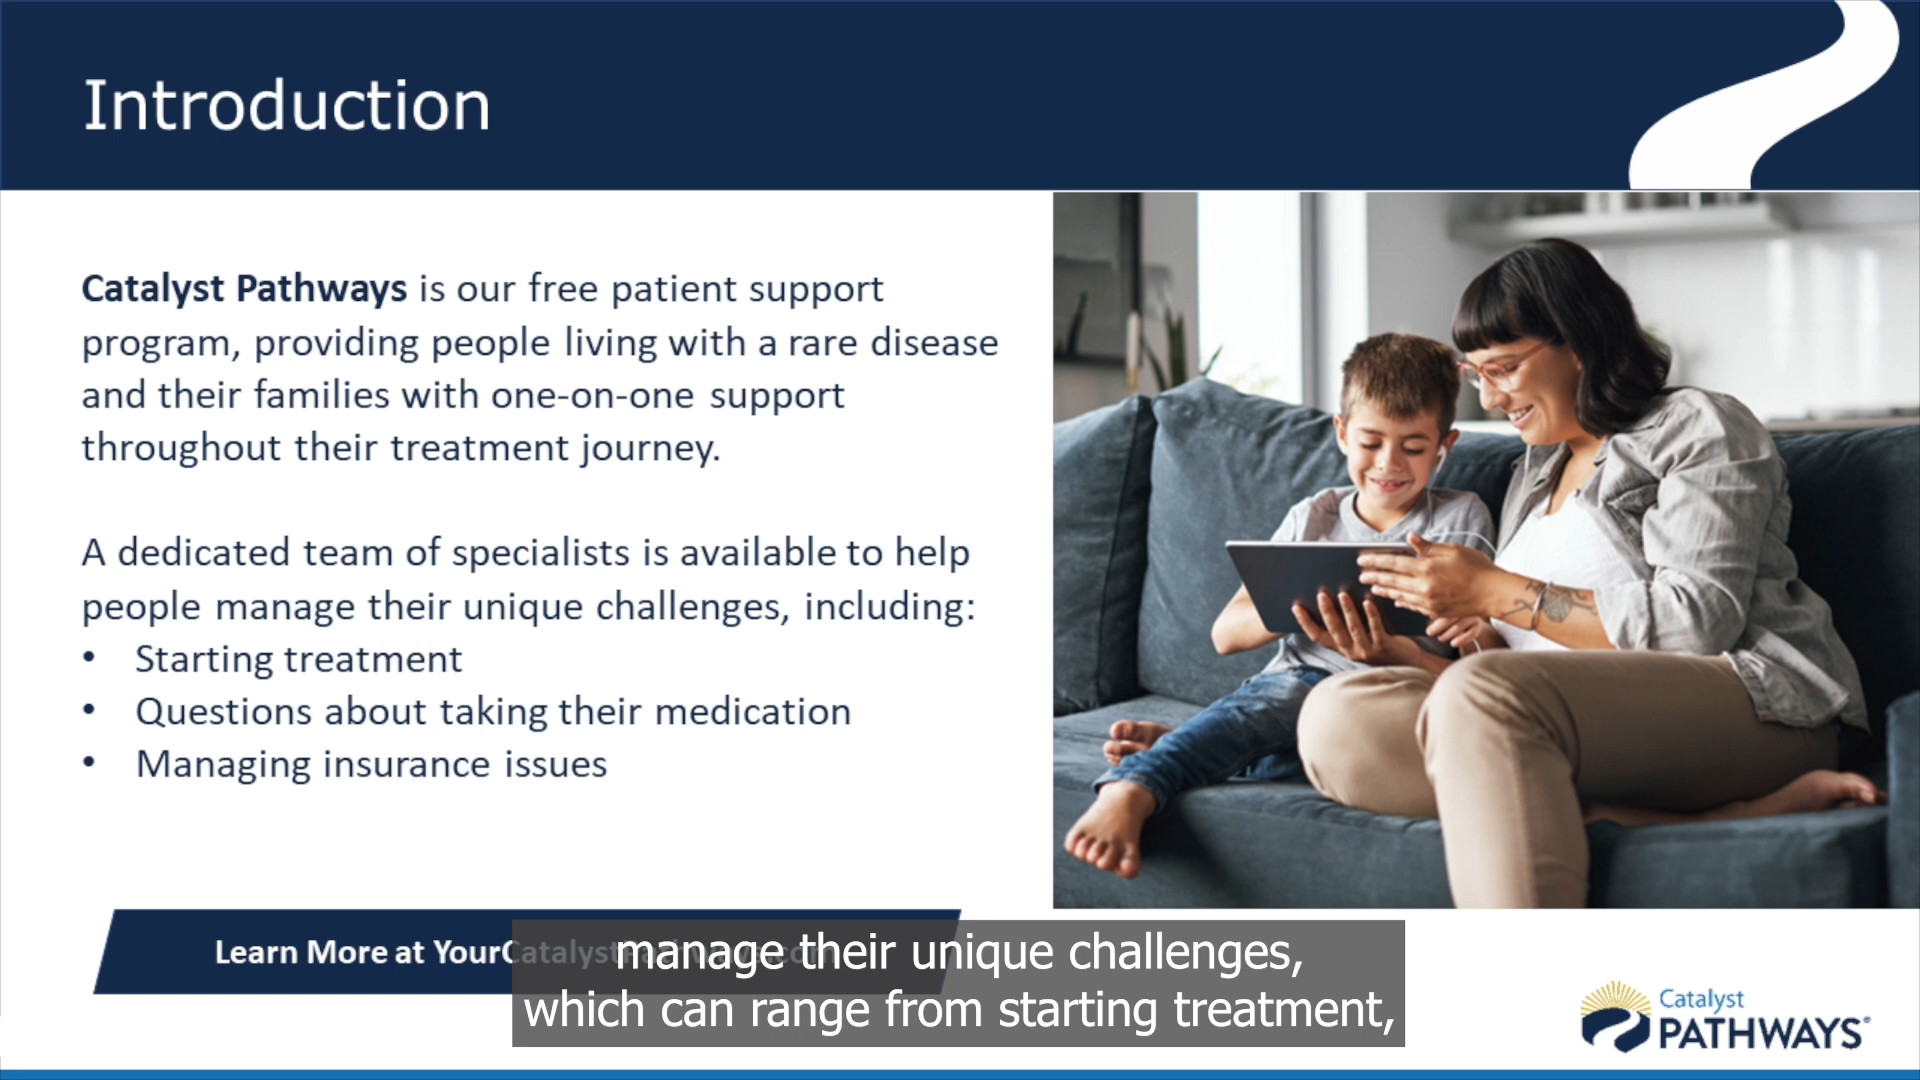 Introduction
Catalyst Pathways is our free patient support
program, providing people living with a rare disease
and their families with one-on-one support
throughout their treatment journey.
A dedicated team of specialists is available to help
people manage their unique challenges, including:
• Starting treatment
• Questions about taking their medication
• Managing insurance issues
Learn More at YourCatalystPathways.com
manage their unique challenges,
which can range from starting treatment,
Catalyst
PATHWAYS®